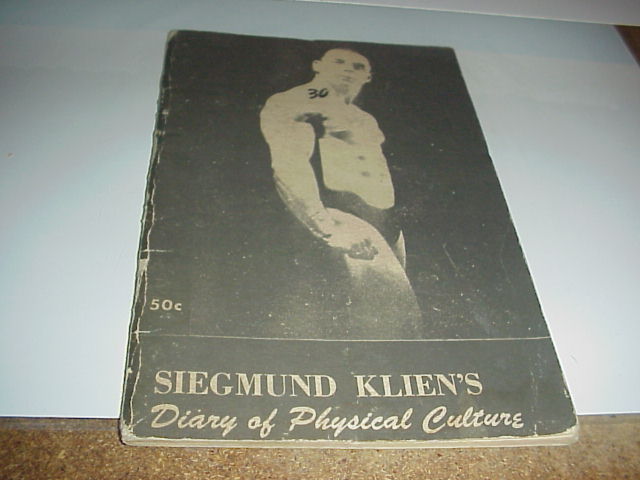 30
50c
SIEGMUND KLIEN'S
Diary of Physical Culture